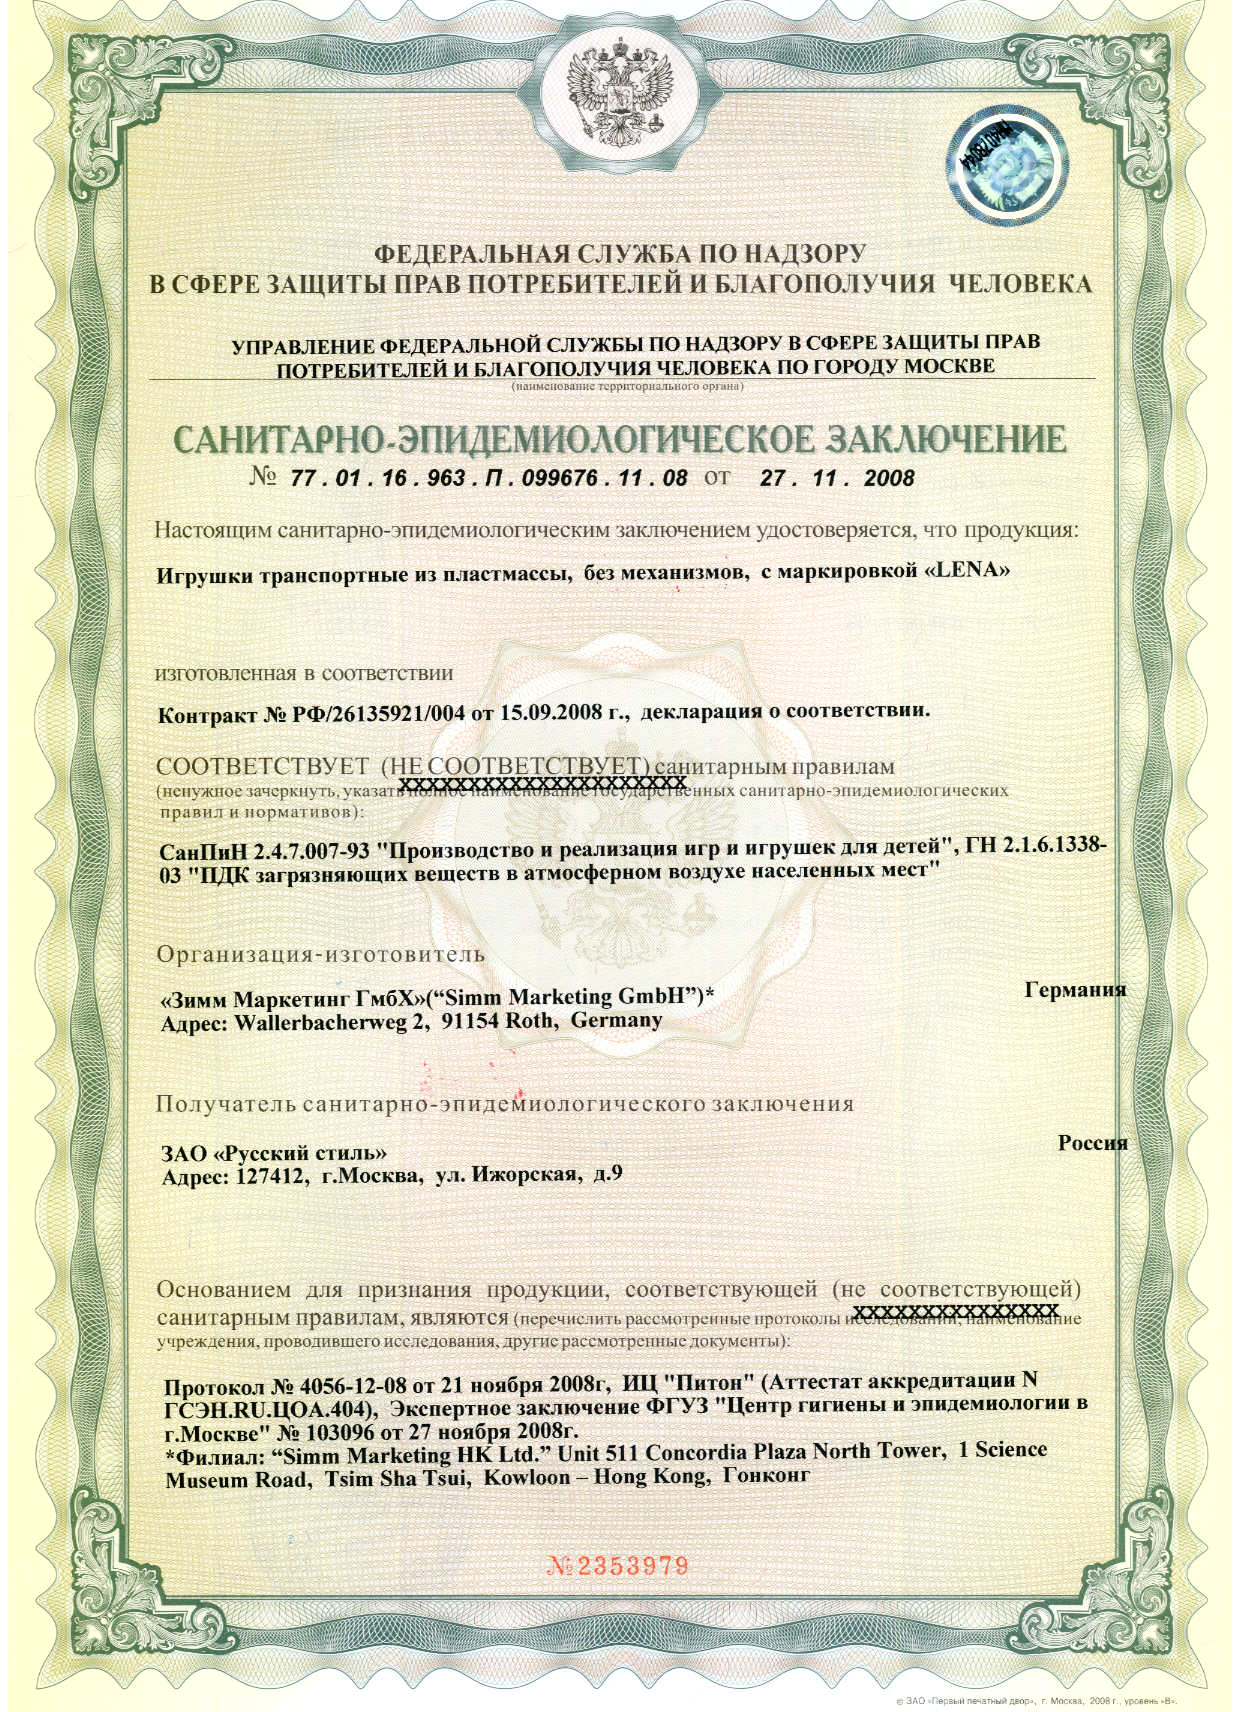 ФЕДЕРАЛЬНАЯ СЛУЖБА ПО НАДЗОРУ
В СФЕРЕ ЗАЩИТЫ ПРАВ ПОТРЕБИТЕЛЕЙ И БЛАГОПОЛУЧИЯ ЧЕЛОВЕКА
УПРАВЛЕНИЕ ФЕДЕРАЛЬНОЙ СЛУЖБЫ ПО НАДЗОРУ В СФЕРЕ ЗАЩИТЫ ПРАВ
ПОТРЕБИТЕЛЕЙ И БЛАГОПОЛУЧИЯ ЧЕЛОВЕКА ПО ГОРОДУ МОСКВЕ
(наименование территориального органа)
САНИТАРНО-ЭПИДЕМИОЛОГИЧЕСКОЕ ЗАКЛЮЧЕНИЕ
№ 77 . 01 . 16 . 963 . П . 099676 . 11 . 08 от 27 . 11 . 2008
Настоящим санитарно-эпидемиологическим заключением удостоверяется, что продукция:
Игрушки транспортные из пластмассы, без механизмов, с маркировкой «LENA»
изготовленная в соответствии
Контракт № РФ/26135921/004 от 15.09.2008 г., декларация о соответствии.
СООТВЕТСТВУЕТ (НЕ СООТВЕТСТВУЕТ) санитарным правилам
ХХХХХХХХХХХХХХХХХХХХХ
(ненужное зачеркнуть, указать полное наименование государственных санитарно-эпидемиологических
правил и нормативов):
СанПиН 2.4.7.007-93 "Производство и реализация игр и игрушек для детей", ГН 2.1.6.1338-
03 "ПДК загрязняющих веществ в атмосферном воздухе населенных мест"
Организация-изготовитель
«Зимм Маркетинг ГмбХ»(“Simm Marketing GmbH”)* Германия
Адрес: Wallerbacherweg 2, 91154 Roth, Germany
Получатель санитарно-эпидемиологического заключения
ЗАО «Русский стиль» Россия
Адрес: 127412, г.Москва, ул. Ижорская, д.9
Основанием для признания продукции, соответствующей (не соответствующей)
ХХХХХХХХХХХХХХХ
санитарным правилам, являются (перечислить рассмотренные протоколы исследований, наименование
учреждения, проводившего исследования, другие рассмотренные документы):
Протокол № 4056-12-08 от 21 ноября 2008г, ИЦ "Питон" (Аттестат аккредитации N
ГСЭН.RU.ЦОА.404), Экспертное заключение ФГУЗ "Центр гигиены и эпидемиологии в
г.Москве" № 103096 от 27 ноября 2008г.
*Филиал: “Simm Marketing HK Ltd.” Unit 511 Concordia Plaza North Tower, 1 Science
Museum Road, Tsim Sha Tsui, Kowloon – Hong Kong, Гонконг
№2353979
© ЗАО «Первый печатный двор», г. Москва, 2008 г., уровень «В».